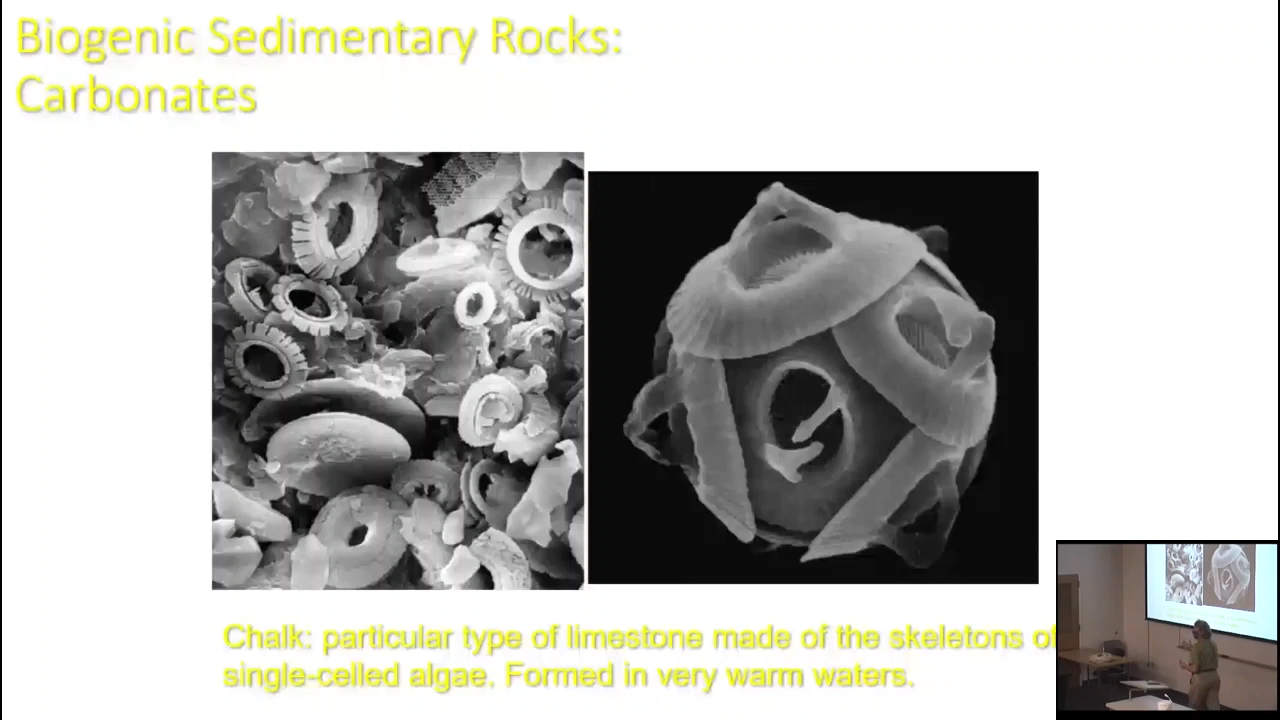 Biogenic Sedimentary Rocks:
Carbonates
Chalk: particular type of limestone made of the skeletons of
single-celled algae. Formed in very warm waters.